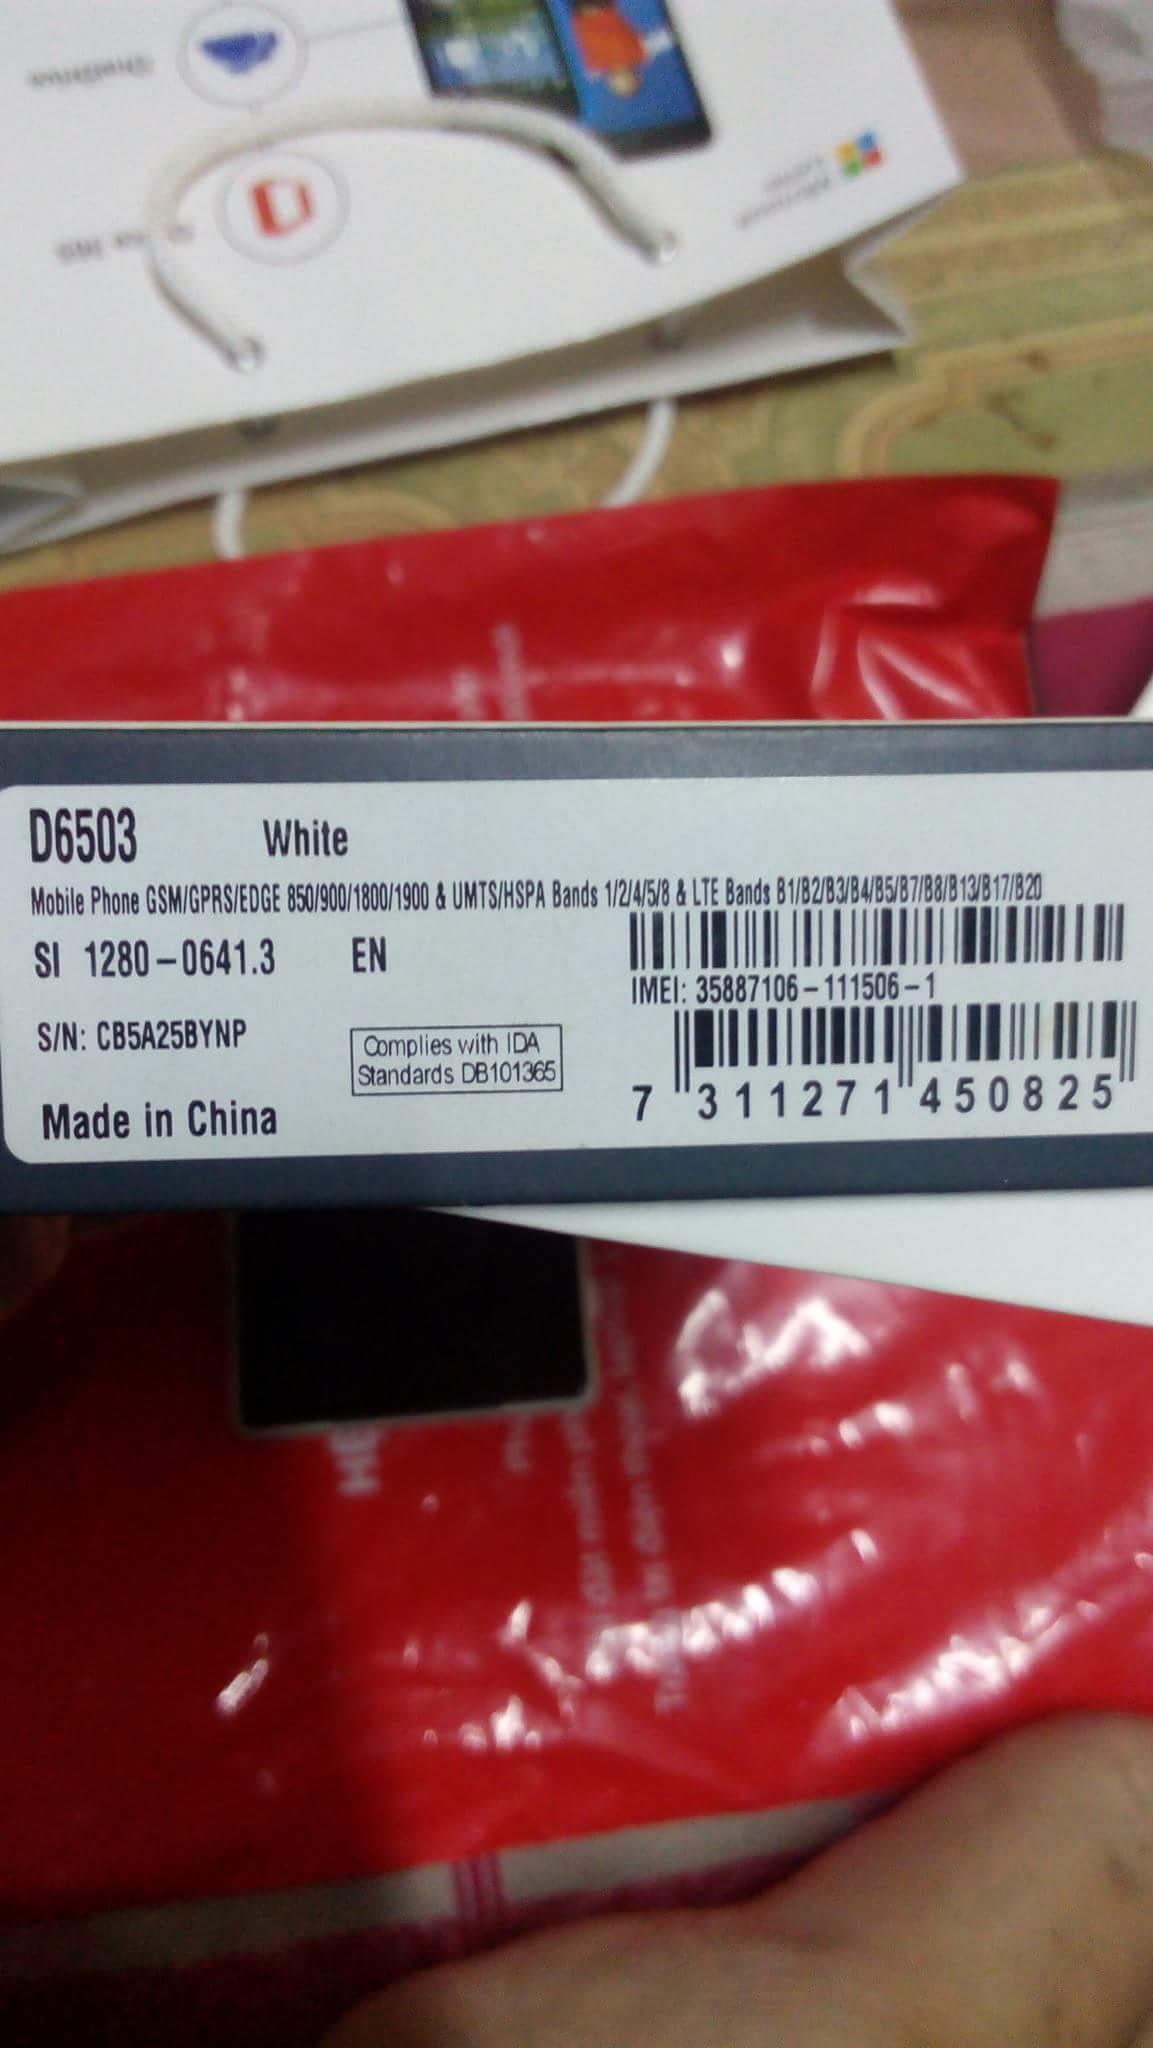 D6503 White
Mobile Phone GSM/GPRS/EDGE 850/900/1800/1900 & UMTS/HSPA Bands 1/2/4/5/8 & LTE Bands B1/B2/B3/B4/B5/B7/B8/B13/B17/B20
SI 1280-0641.3 EN
IMEI: 35887106-111506-1
S/N: CB5A25BYNP
Complies with IDA
Standards DB101365
Made in China
7 311271 450825